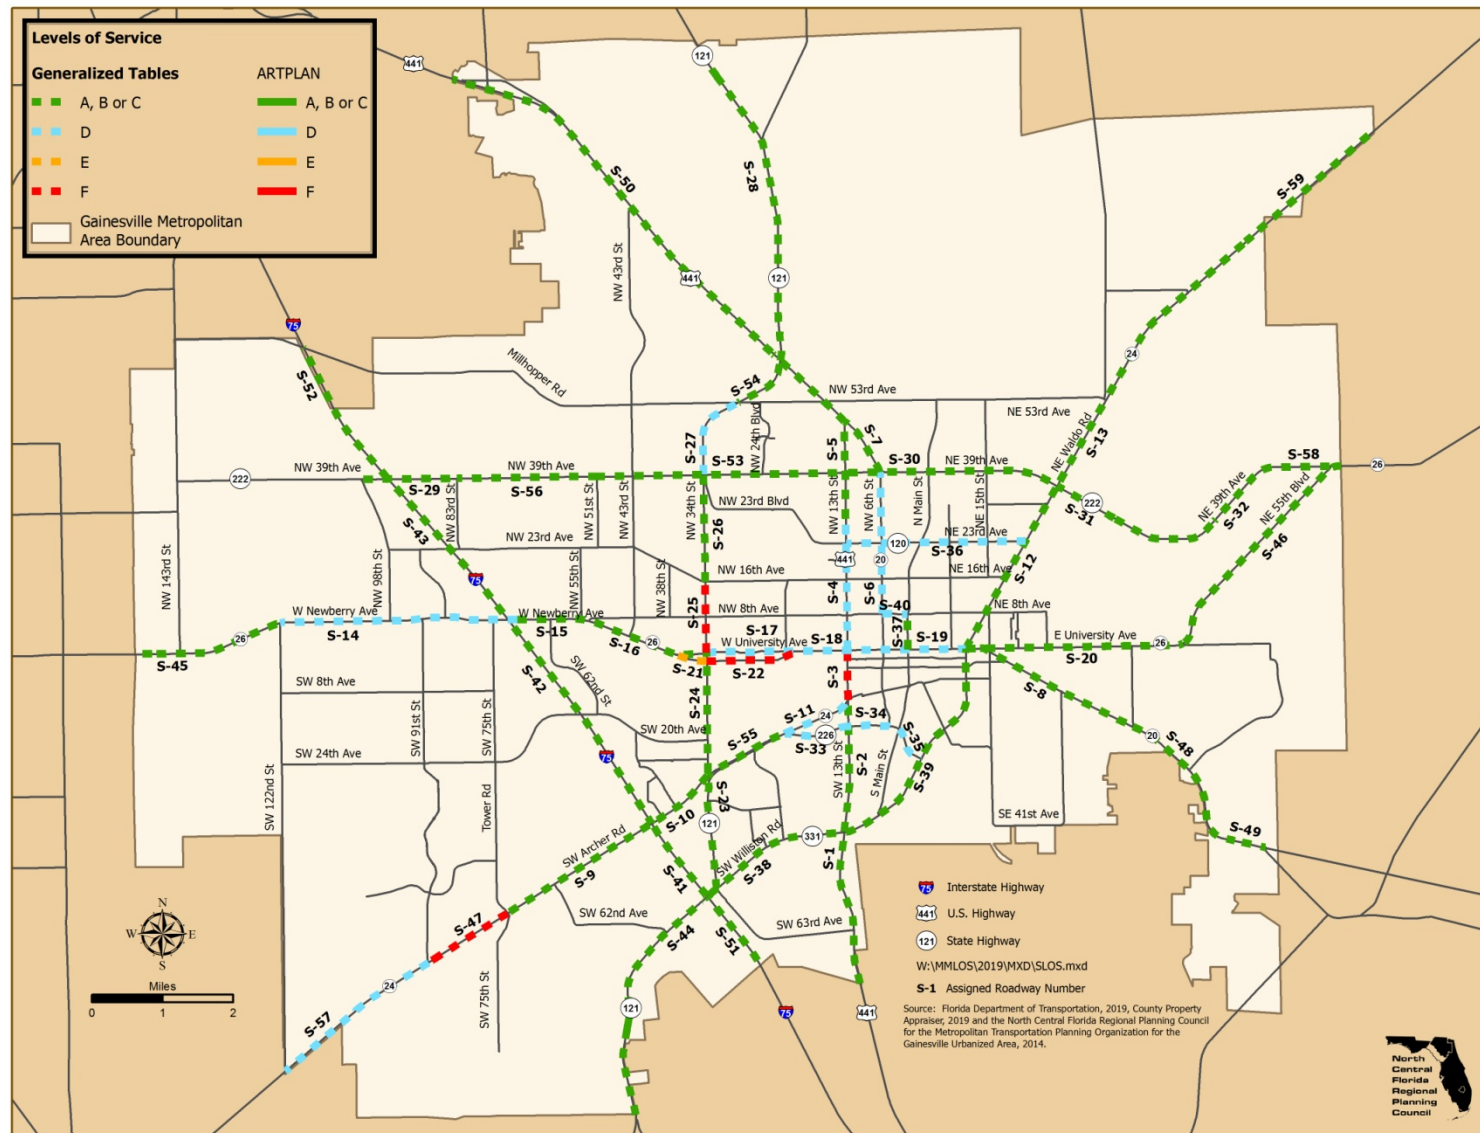 Levels of Service
Generalized Tables
ARTPLAN
A, B or C
A, B or C
D
D
E
E
F
F
Gainesville Metropolitan
Area Boundary
441
121
S-50
S-28
S-59
NW 43rd St
441
121
75
24
S-52
Millhopper Rd
S-54
NW 53rd Ave
NE 53rd Ave
NW 24th Blvd
S-27
S-5
S-7
NE Waldo Rd
S-13
222
NW 39th Ave
NW 39th Ave
S-53
S-30
NE 39th Ave
S-58
26
S-29
S-56
NW 83rd St
NW 51st St
NW 43rd St
NW 34th St
NW 23rd Blvd
NW 13th St
NW 6th St
N Main St
NE 15th St
222
S-31
NE 39th Ave
S-32
NE 55th Blvd
S-43
S-26
NW 23rd Ave
120
NE 23rd Ave
S-36
S-46
NW 143rd St
NW 98th St
75
NW 55th St
NW 38th St
NW 16th Ave
441
20
NE 16th Ave
S-12
S-4
S-6
W Newberry Ave
W Newberry Ave
S-25
NW 8th Ave
S-40
NE 8th Ave
S-14
S-15
S-17
S-37
26
S-16
26
W University Ave
S-18
S-19
E University Ave
26
S-45
S-21
S-22
S-3
S-20
SW 8th Ave
S-42
SW 62nd St
S-24
S-8
SW 91st St
SW 75th St
SW 20th Ave
S-11
24
S-34
SW 24th Ave
S-55
S-33
226
S-35
20
S-48
75
SW 13th St
S-2
S-39
S Main St
SW 122nd St
Tower Rd
S-23
S-10
121
331
SE 41st Ave
S-49
SW Archer Rd
SW Williston Rd
S-38
S-1
S-9
S-41
S-47
SW 62nd Ave
SW 63rd Ave
S-44
S-51
24
SW 75th St
S-57
121
75
441
N
W
E
S
Miles
0
1
2
75
Interstate Highway
441
U.S. Highway
121
State Highway
W:\MMLOS\2019\MXD\SLOS.mxd
S-1 Assigned Roadway Number
Source: Florida Department of Transportation, 2019, County Property
Appraiser, 2019 and the North Central Florida Regional Planning Council
for the Metropolitan Transportation Planning Organization for the
Gainesville Urbanized Area, 2014.
North
Central
Florida
Regional
Planning
Council